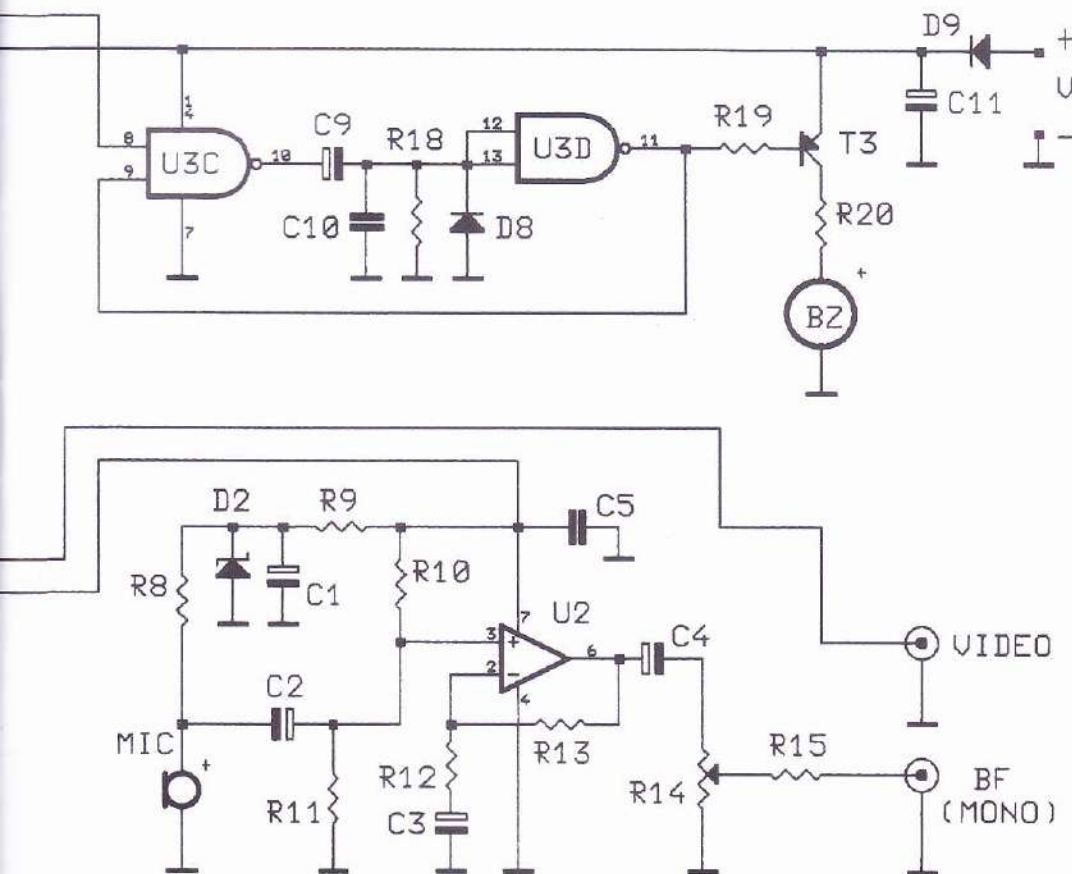 D9
+
V
-
C11
14
8
9
U3C
10
7
C9
R18
C10
D8
12
13
U3D
11
R19
T3
R20
+
BZ
D2
R9
C5
R8
C1
R10
U2
7
3
+
2
-
6
4
C4
VIDEO
C2
MIC
+
R13
R12
R11
C3
R14
R15
BF
(MONO)